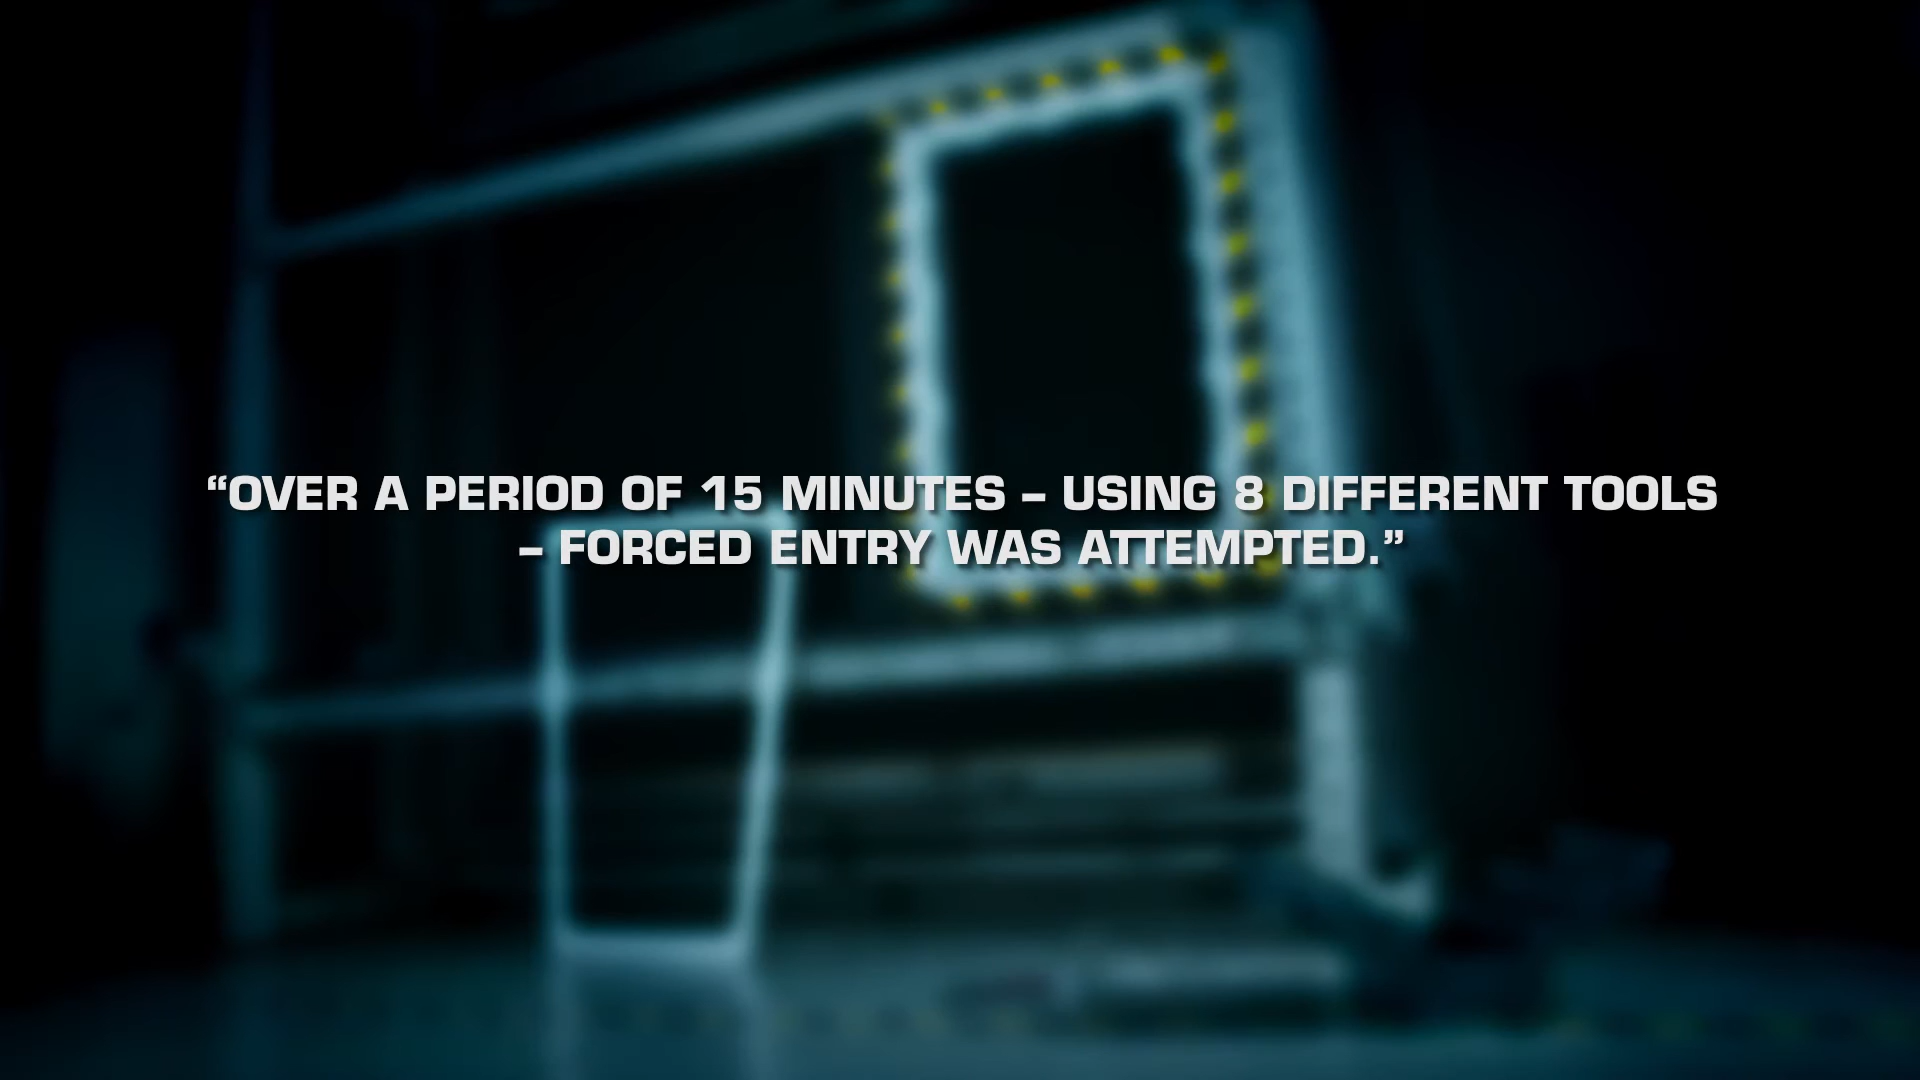 “OVER A PERIOD OF 15 MINUTES – USING 8 DIFFERENT TOOLS
– FORCED ENTRY WAS ATTEMPTED.”